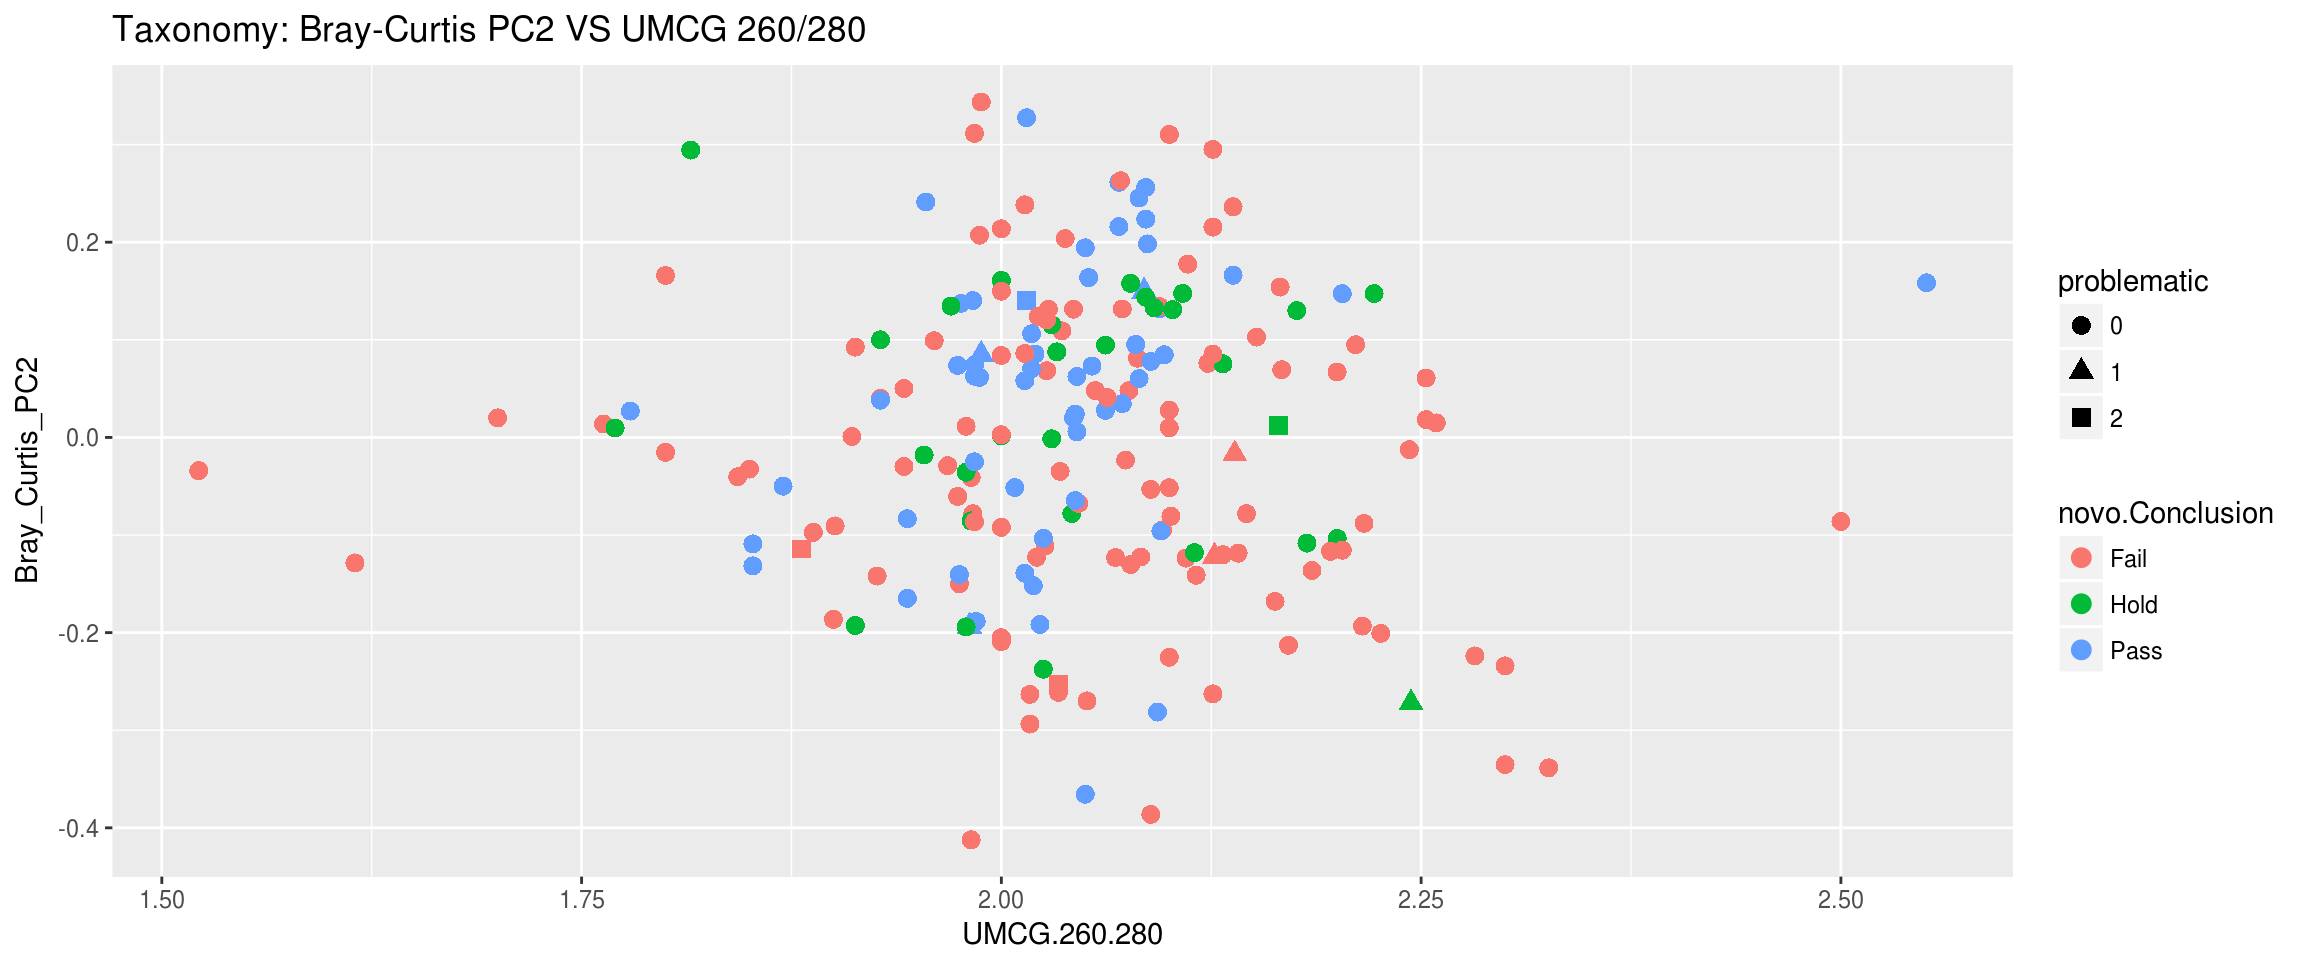 Taxonomy: Bray-Curtis PC2 VS UMCG 260/280
Bray_Curtis_PC2
0.2
0.0
-0.2
-0.4
1.50
1.75
2.00
2.25
2.50
UMCG.260.280
problematic
0
1
2
novo.Conclusion
Fail
Hold
Pass